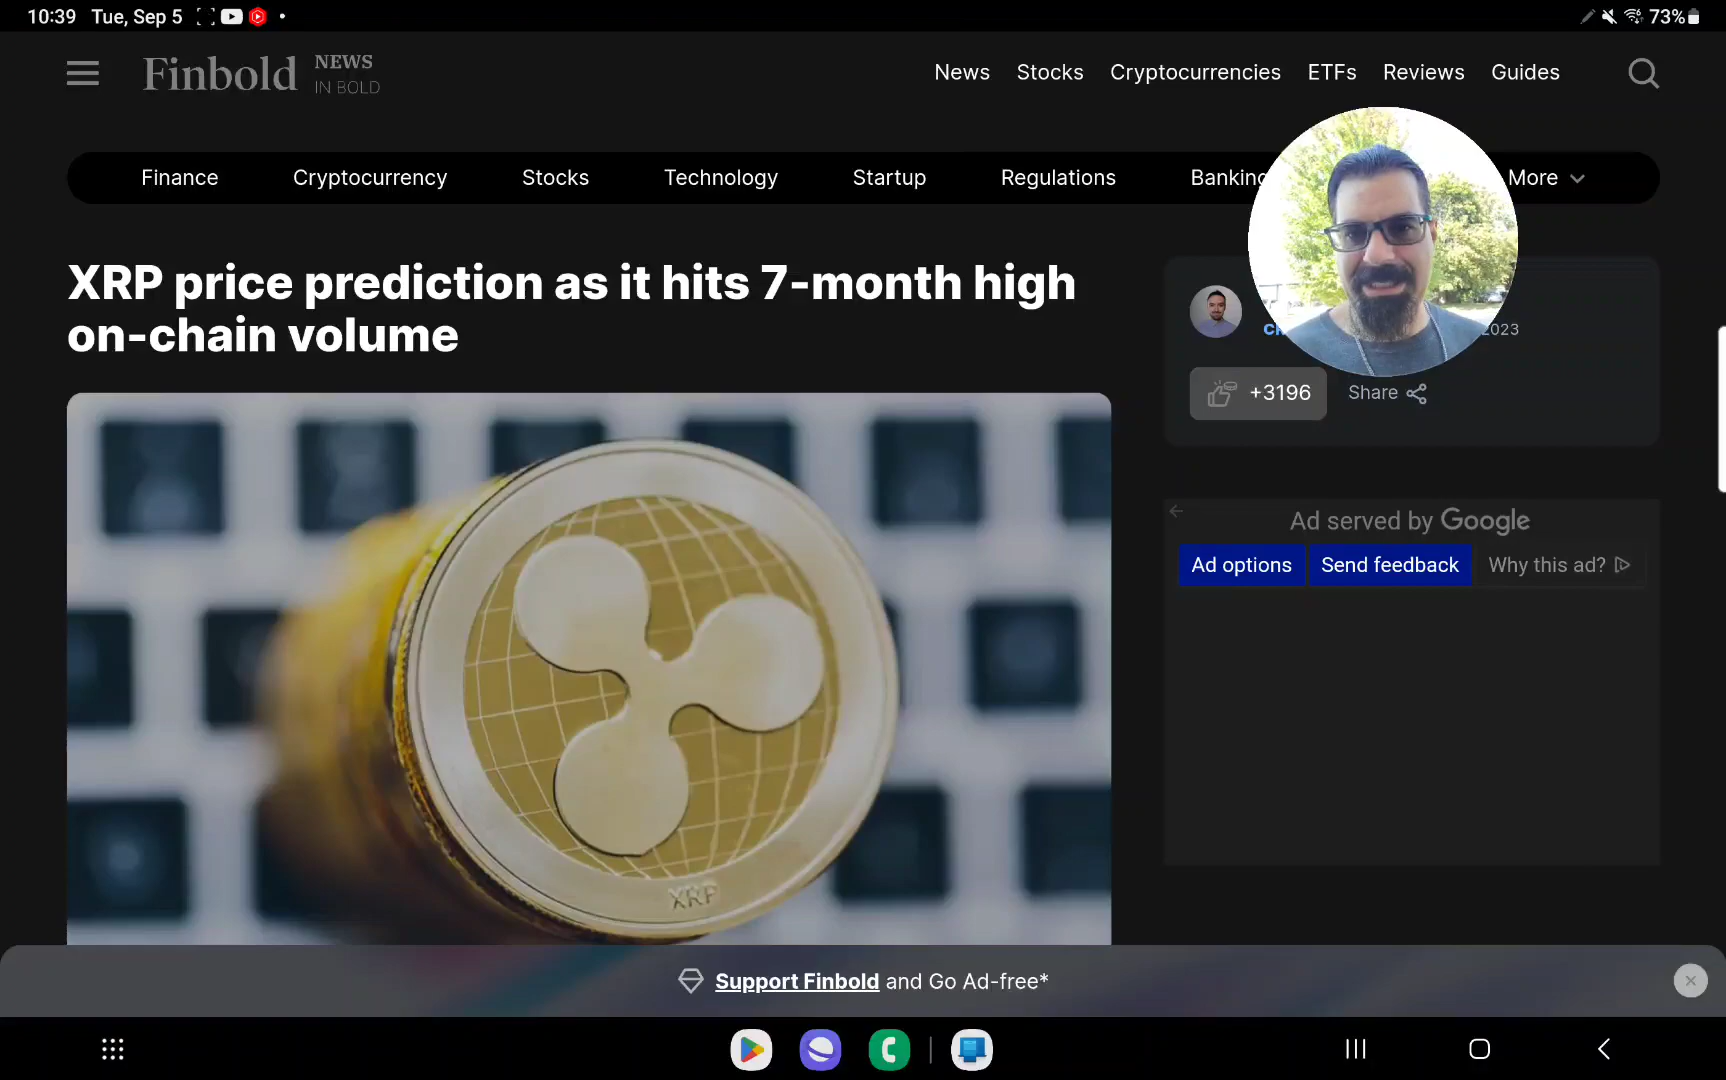 10:39 Tue, Sep 5
73%
Finbold NEWS IN BOLD
News Stocks Cryptocurrencies ETFs Reviews Guides
Finance Cryptocurrency Stocks Technology Startup Regulations Banking More
XRP price prediction as it hits 7-month high
on-chain volume
2023
+3196 Share
Ad served by Google
Ad options Send feedback Why this ad?
XRP
Support Finbold and Go Ad-free*